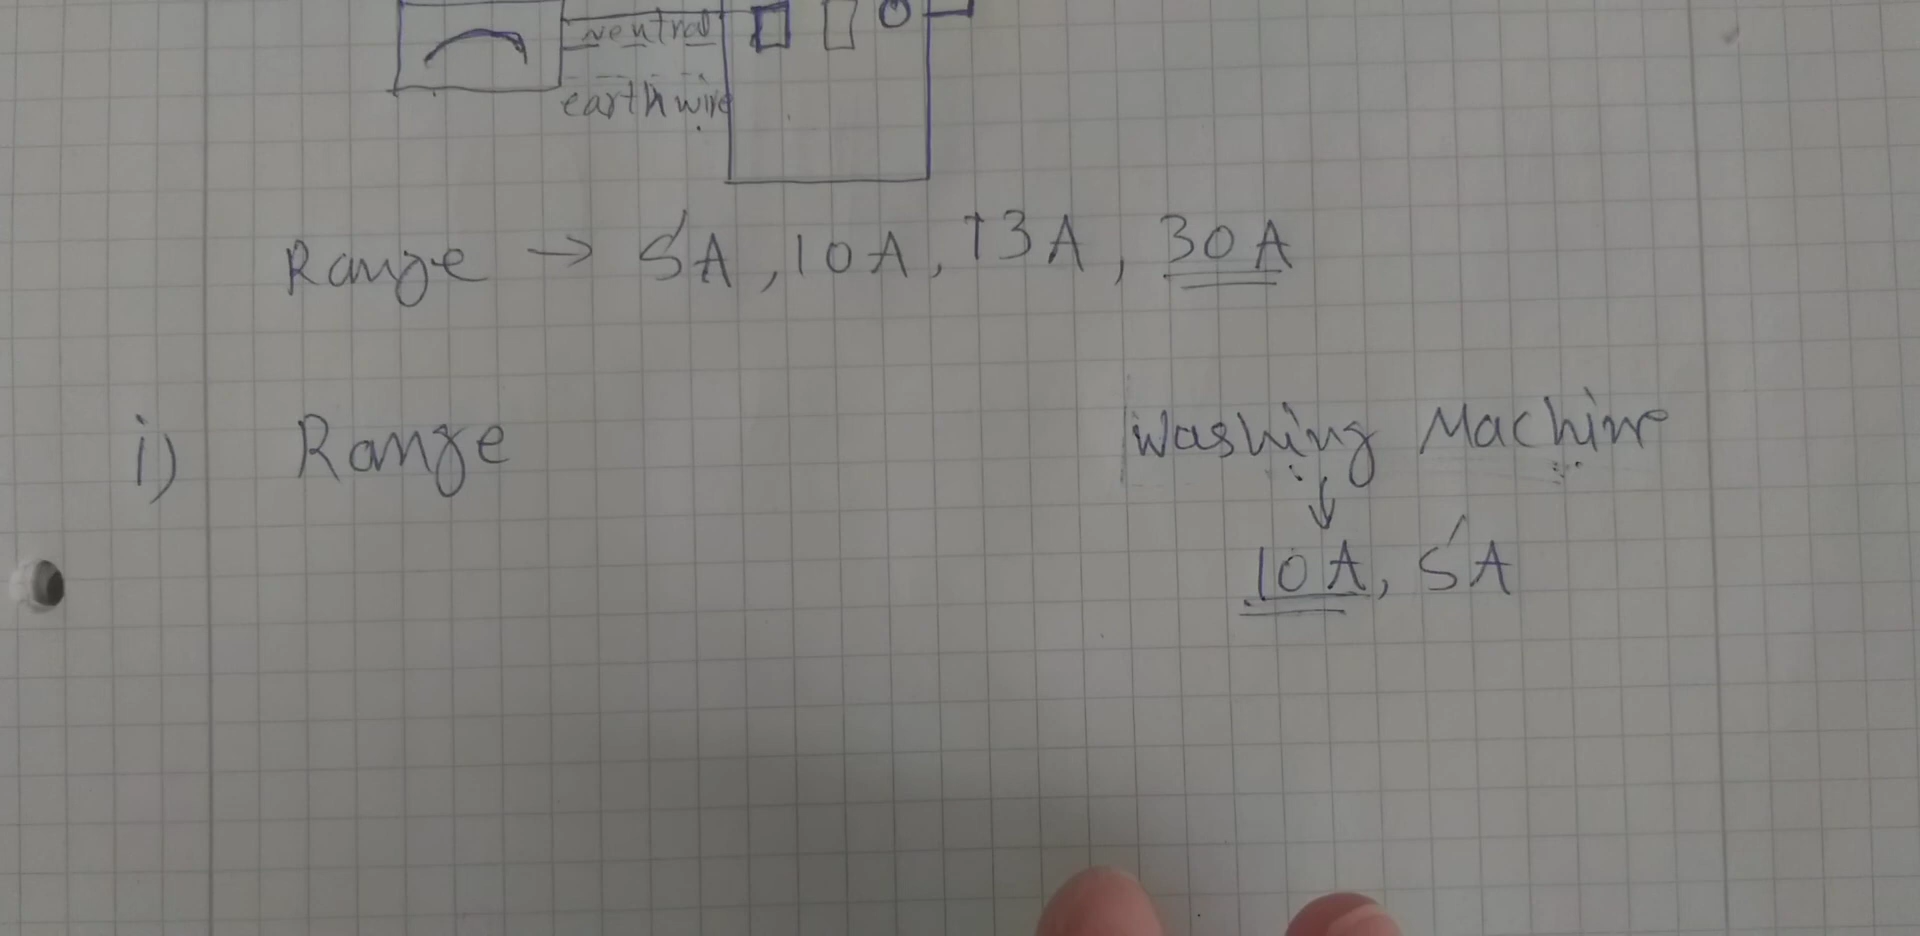 neutral
earth wire
Range → 5A, 10A, 13A, 30A
i) Range
Washing Machine
↓
10A, 5A